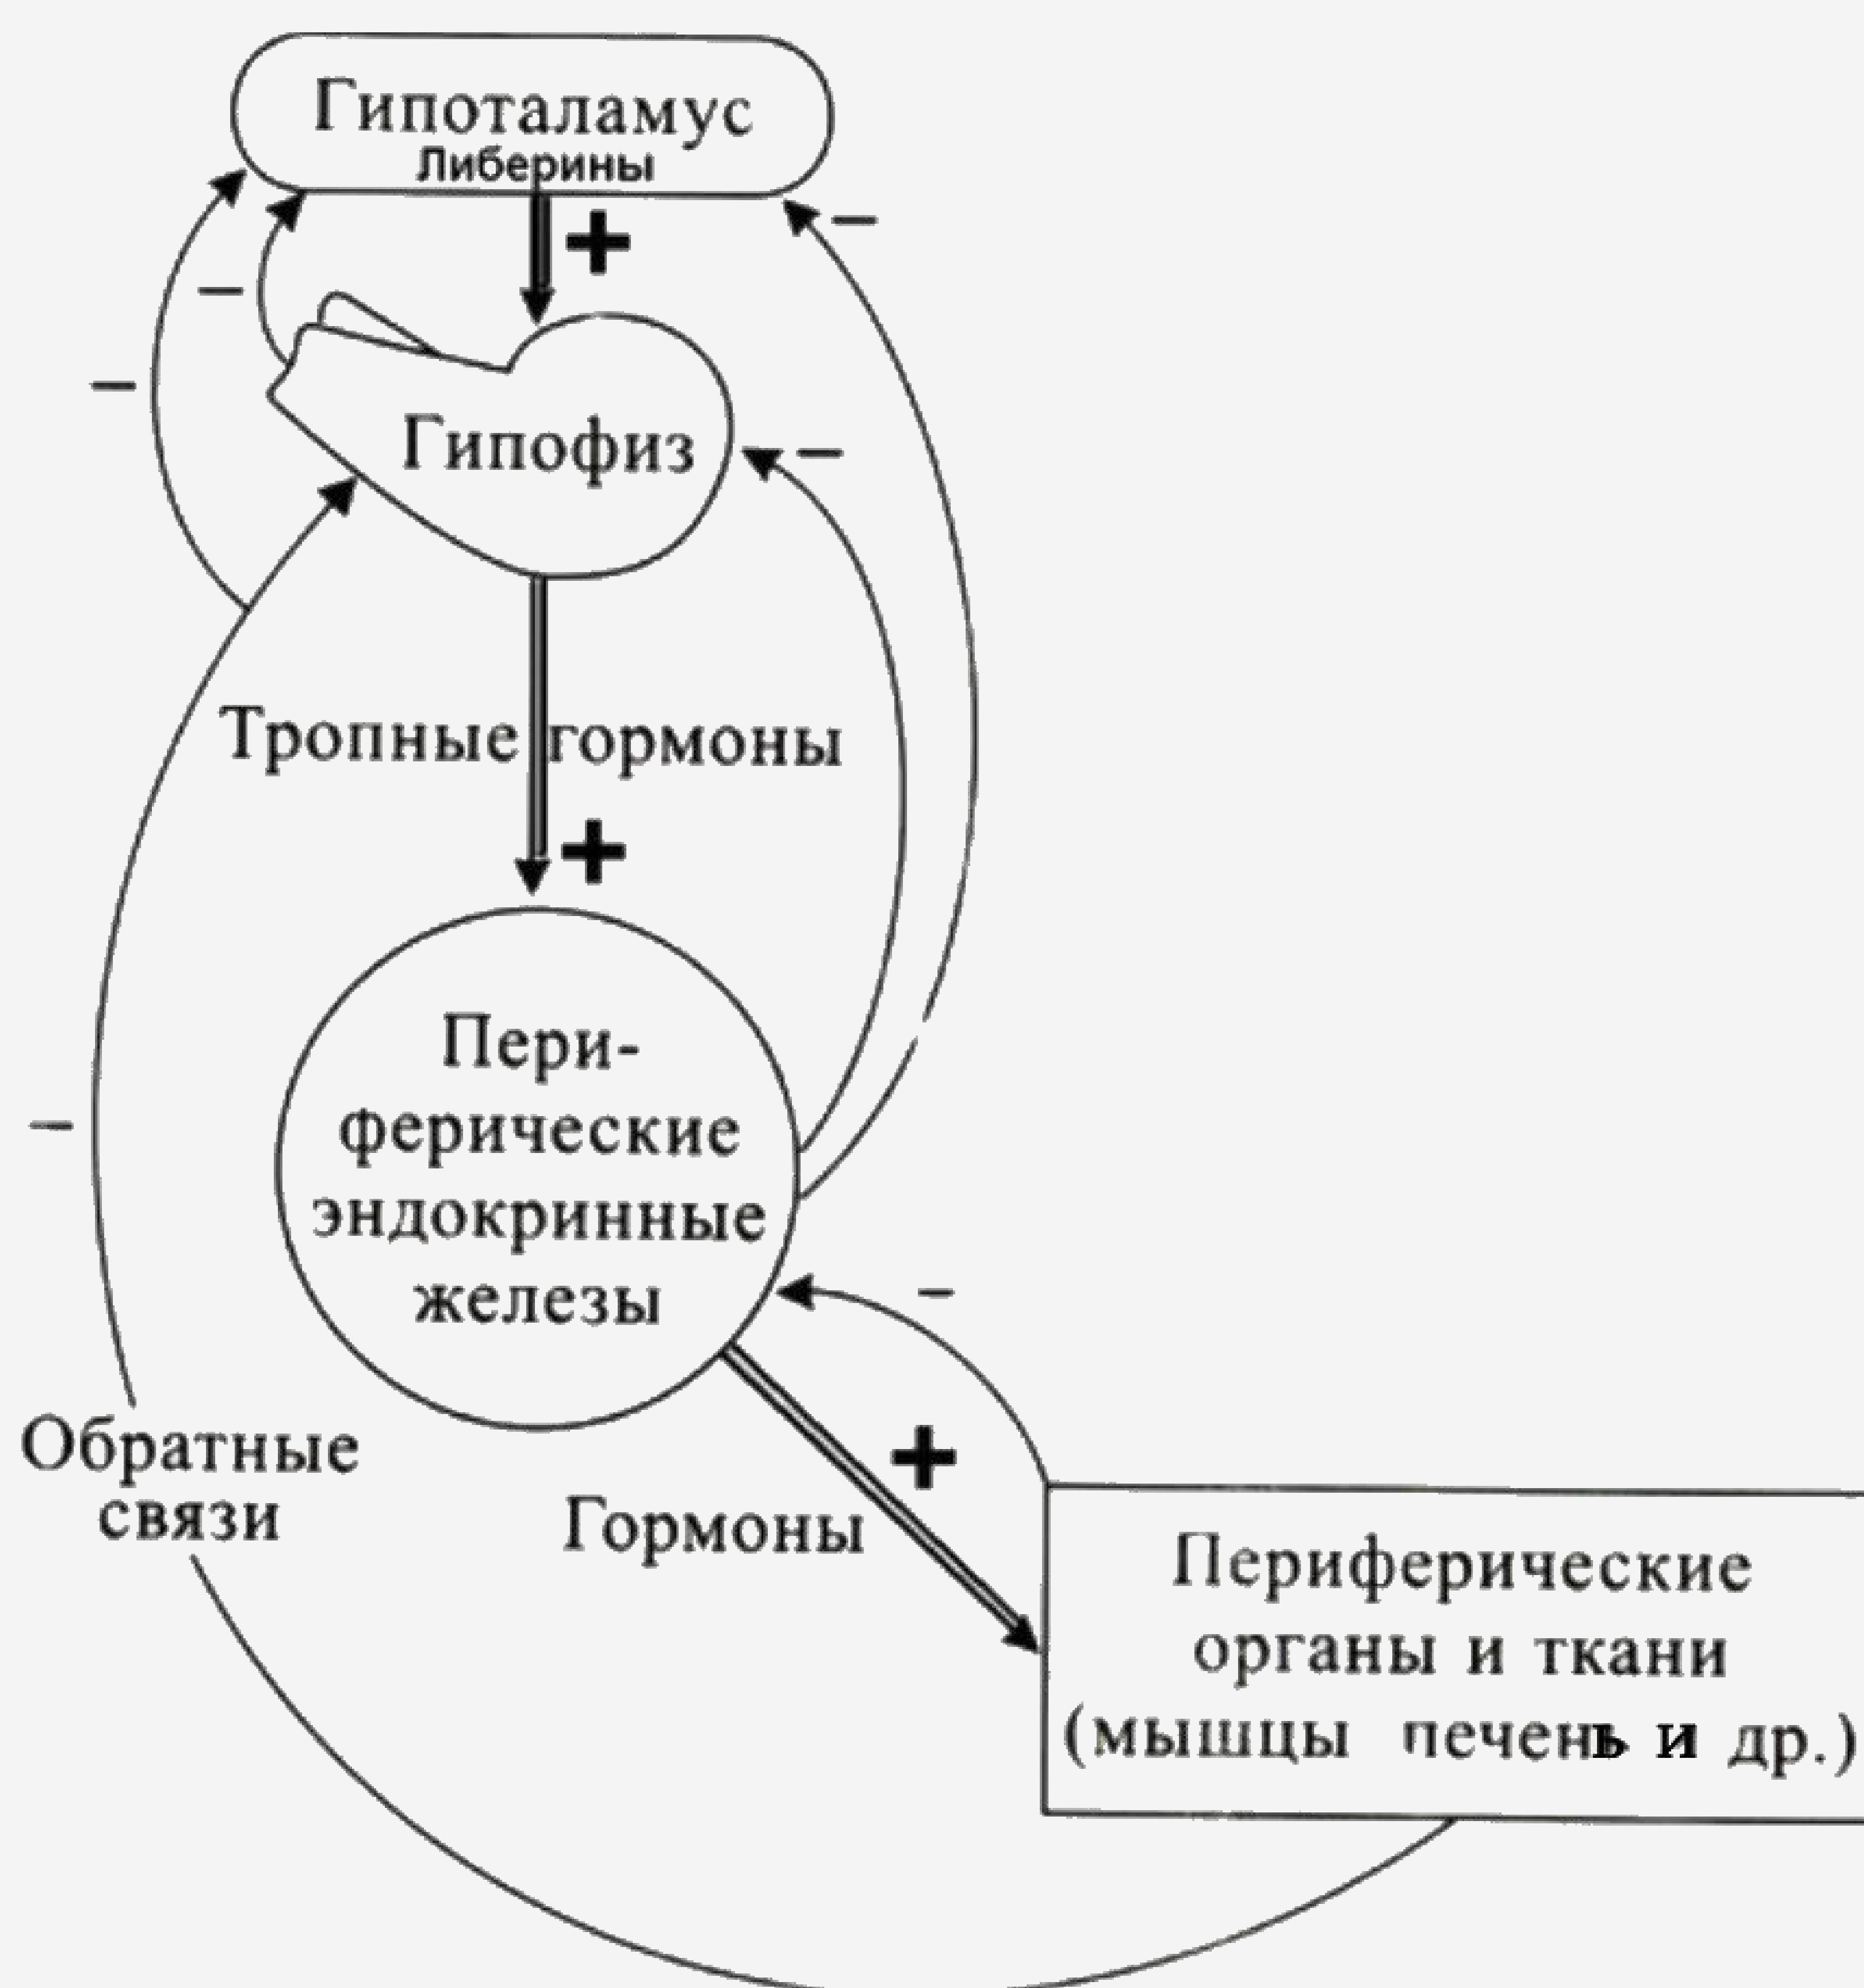 Гипоталамус
Либерины
+
−
−
−
Гипофиз
−
Тропные гормоны
+
Пери-
ферические
эндокринные
железы
−
−
Обратные
связи
+
Гормоны
Периферические
органы и ткани
(мышцы печень и др.)